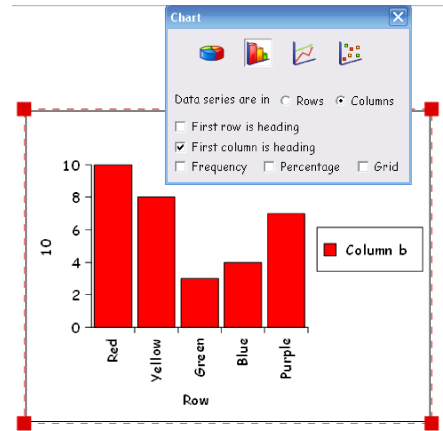 Chart
Data series are in Rows Columns
First row is heading
First column is heading
Frequency Percentage Grid
10
8
6
4
2
0
10
Red Yellow Green Blue Purple
Row
Column b